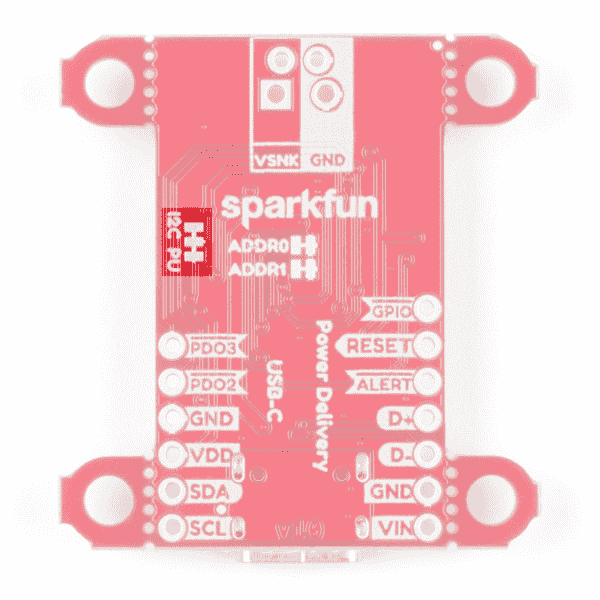 VSNK GND
sparkfun
I2C PU
ADDR0
ADDR1
GPIO
PDO3
RESET
PDO2
ALERT
GND
D+
VDD
D-
SDA
GND
SCL
VIN
USB-C
Power Delivery